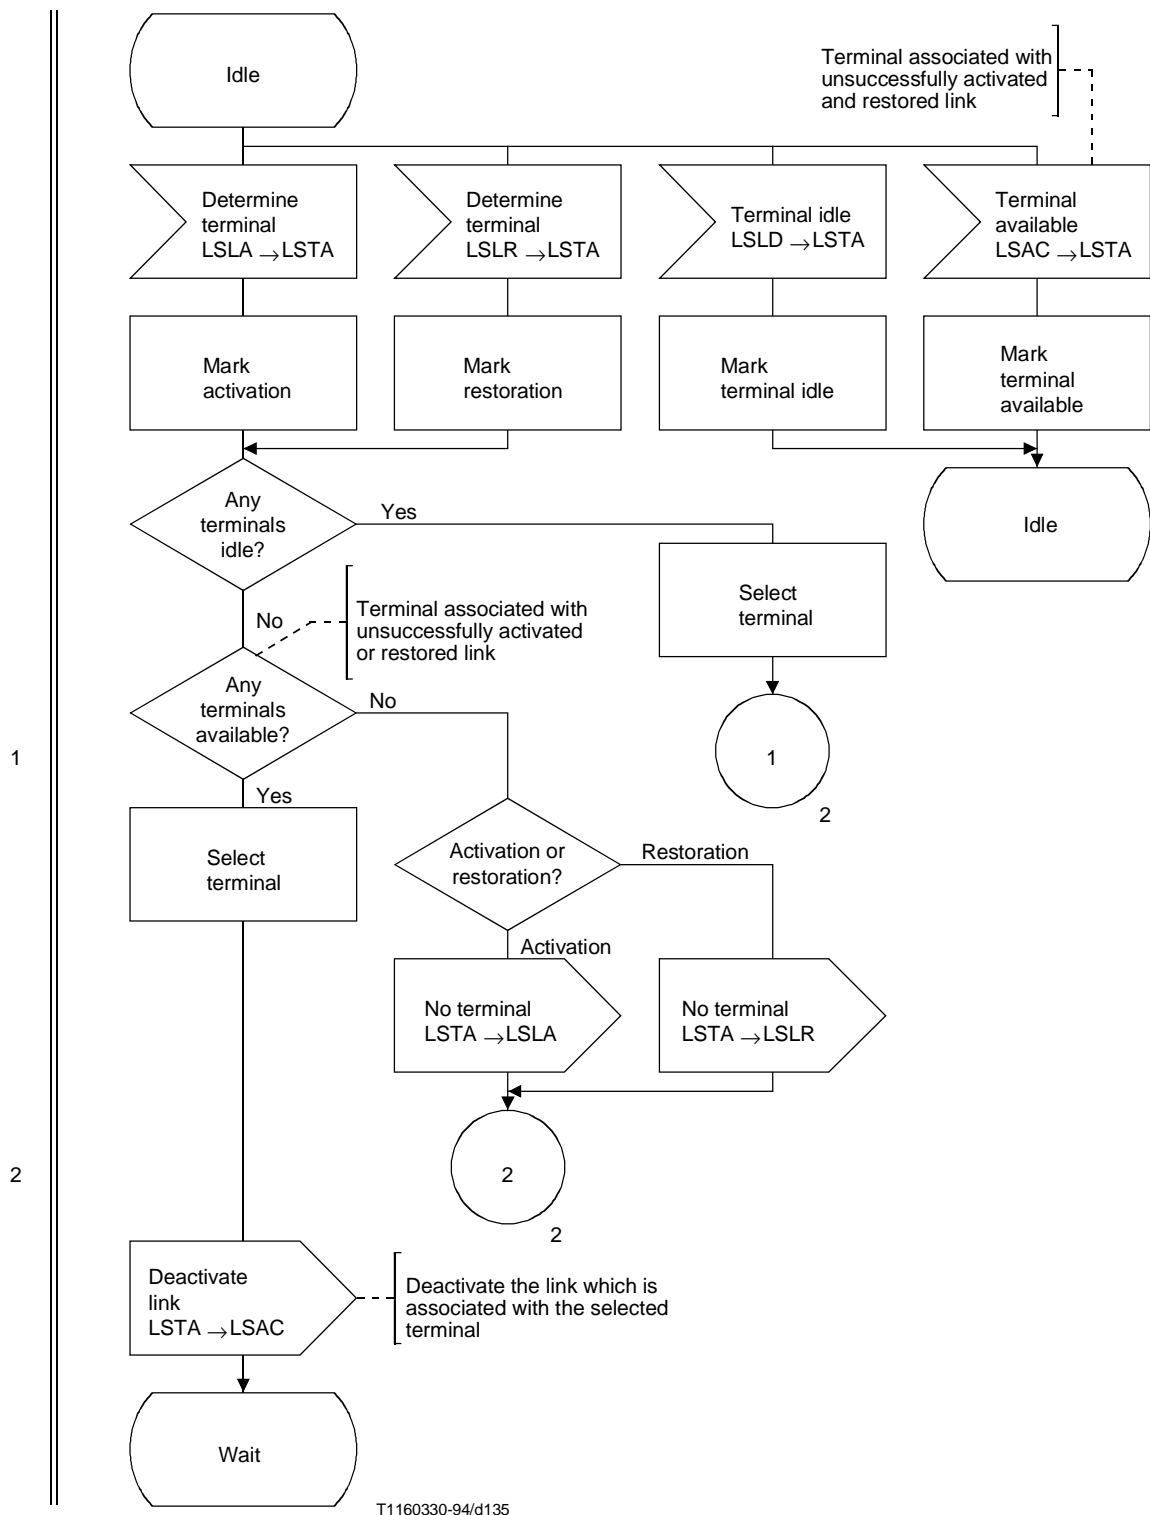 Idle
Terminal associated with
unsuccessfully activated
and restored link
Determine
terminal
LSLA →LSTA
Determine
terminal
LSLR →LSTA
Terminal idle
LSLD →LSTA
Terminal
available
LSAC →LSTA
Mark
activation
Mark
restoration
Mark
terminal idle
Mark
terminal
available
Any
terminals
idle?
Yes
Idle
Select
terminal
No
Terminal associated with
unsuccessfully activated
or restored link
Any
terminals
available?
No
1
1
2
Yes
Select
terminal
Activation or
restoration?
Restoration
Activation
No terminal
LSTA →LSLA
No terminal
LSTA →LSLR
2
2
2
Deactivate
link
LSTA →LSAC
Deactivate the link which is
associated with the selected
terminal
Wait
T1160330-94/d135